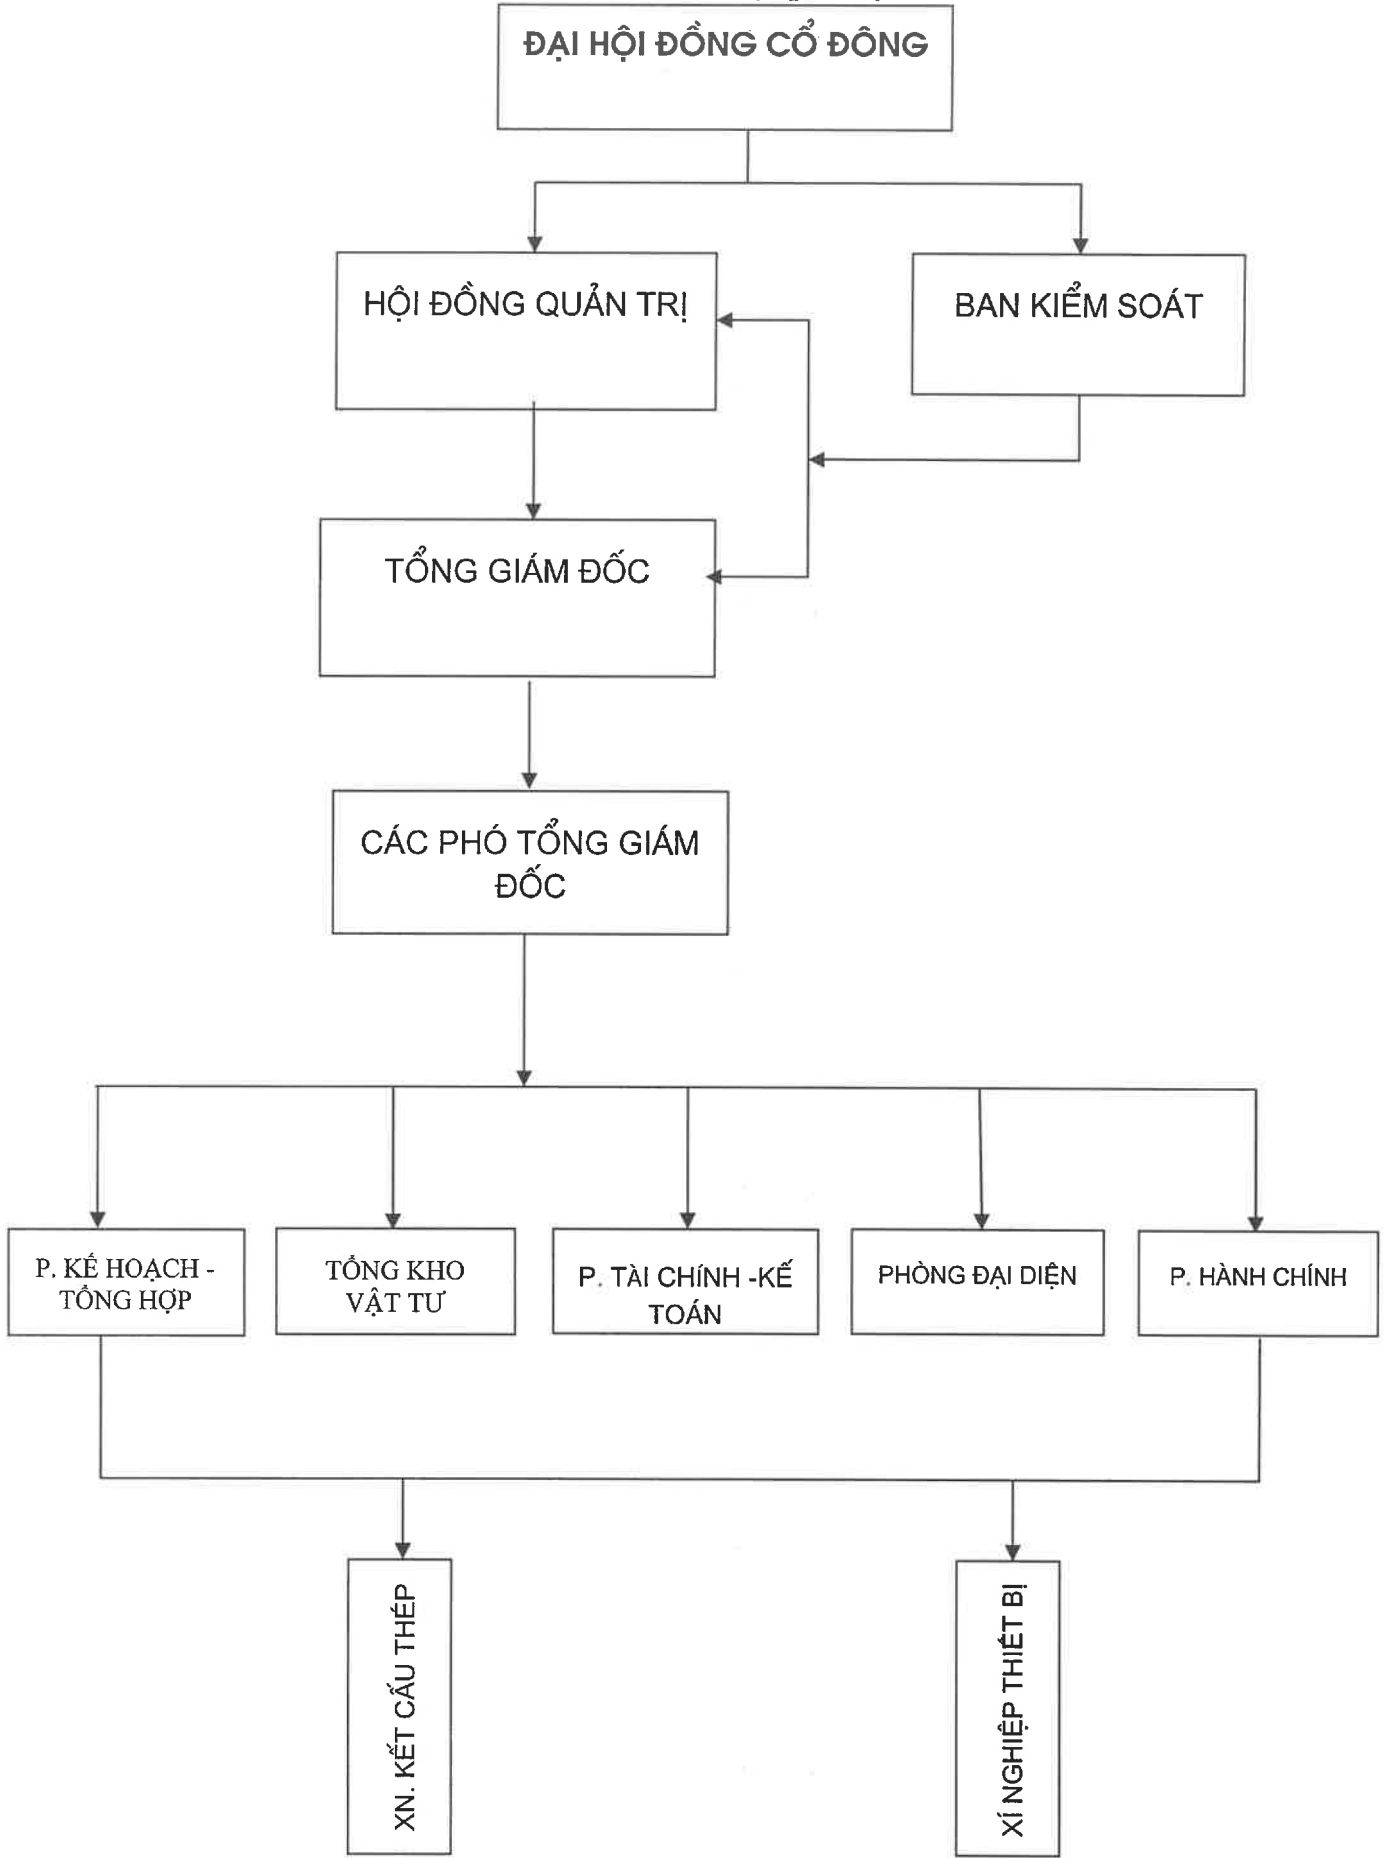 ĐẠI HỘI ĐỒNG CỔ ĐÔNG
HỘI ĐỒNG QUẢN TRỊ
BAN KIỂM SOÁT
TỔNG GIÁM ĐỐC
CÁC PHÓ TỔNG GIÁM
ĐỐC
P. KẾ HOẠCH -
TỔNG HỢP
TỔNG KHO
VẬT TƯ
P. TÀI CHÍNH -KẾ
TOÁN
PHÒNG ĐẠI DIỆN
P. HÀNH CHÍNH
XN. KẾT CẤU THÉP
XÍ NGHIỆP THIẾT BỊ